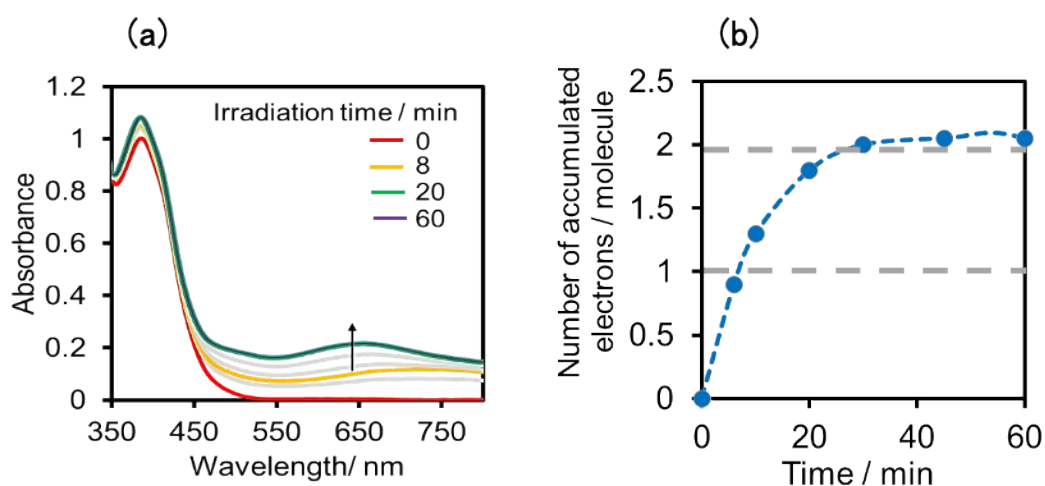 (a)
1.2
1
0.8
0.6
0.4
0.2
0
Absorbance
Irradiation time / min
0
8
20
60
350 450 550 650 750
Wavelength/ nm
(b)
2.5
2
1.5
1
0.5
0
Number of accumulated
electrons / molecule
0 20 40 60
Time / min